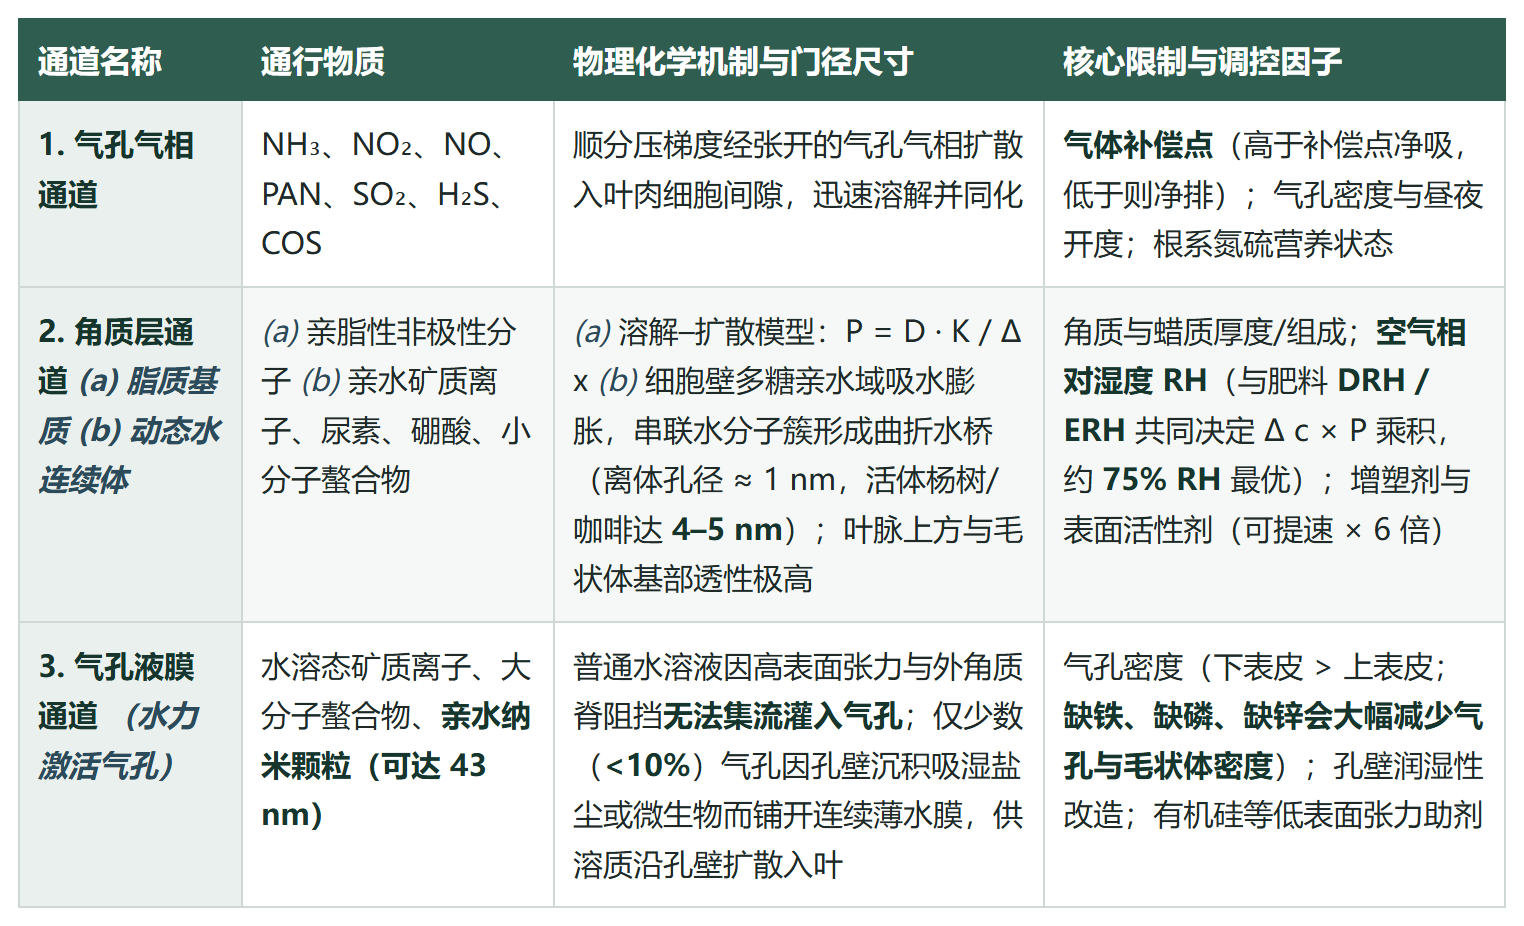 通道名称
通行物质
物理化学机制与门径尺寸
核心限制与调控因子
1. 气孔气相
通道
NH₃、NO₂、NO、
PAN、SO₂、H₂S、
COS
顺分压梯度经张开的气孔气相扩散
入叶肉细胞间隙，迅速溶解并同化
气体补偿点（高于补偿点净吸，
低于则净排）；气孔密度与昼夜
开度；根系氮硫营养状态
2. 角质层通
道 (a) 脂质基
质 (b) 动态水
连续体
(a) 亲脂性非极性分
子 (b) 亲水矿质离
子、尿素、硼酸、小
分子螯合物
(a) 溶解–扩散模型：P = D · K / Δ
x (b) 细胞壁多糖亲水域吸水膨
胀，串联水分子簇形成曲折水桥
（离体孔径 ≈ 1 nm，活体杨树/
咖啡达 4–5 nm）；叶脉上方与毛
状体基部透性极高
角质与蜡质厚度/组成；空气相
对湿度 RH（与肥料 DRH /
ERH 共同决定 Δ c × P 乘积，
约 75% RH 最优）；增塑剂与
表面活性剂（可提速 × 6 倍）
3. 气孔液膜
通道 （水力
激活气孔）
水溶态矿质离子、大
分子螯合物、亲水纳
米颗粒（可达 43
nm）
普通水溶液因高表面张力与外角质
脊阻挡无法集流灌入气孔；仅少数
（<10%）气孔因孔壁沉积吸湿盐
尘或微生物而铺开连续薄水膜，供
溶质沿孔壁扩散入叶
气孔密度（下表皮 > 上表皮；
缺铁、缺磷、缺锌会大幅减少气
孔与毛状体密度）；孔壁润湿性
改造；有机硅等低表面张力助剂